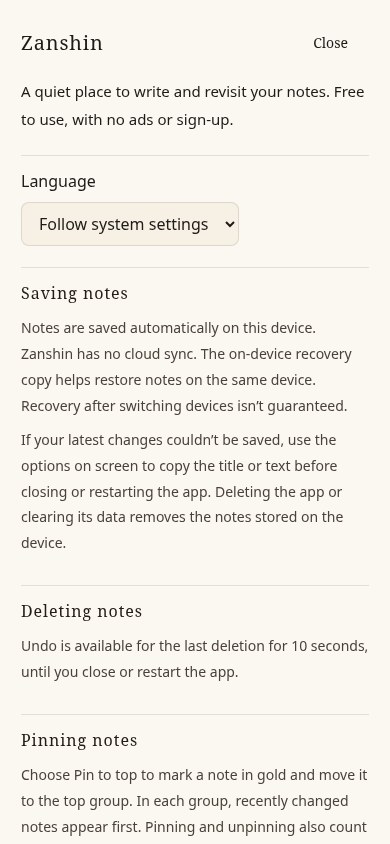 Zanshin
Close
A quiet place to write and revisit your notes. Free
to use, with no ads or sign-up.
Language
Follow system settings
Saving notes
Notes are saved automatically on this device.
Zanshin has no cloud sync. The on-device recovery
copy helps restore notes on the same device.
Recovery after switching devices isn’t guaranteed.
If your latest changes couldn’t be saved, use the
options on screen to copy the title or text before
closing or restarting the app. Deleting the app or
clearing its data removes the notes stored on the
device.
Deleting notes
Undo is available for the last deletion for 10 seconds,
until you close or restart the app.
Pinning notes
Choose Pin to top to mark a note in gold and move it
to the top group. In each group, recently changed
notes appear first. Pinning and unpinning also count